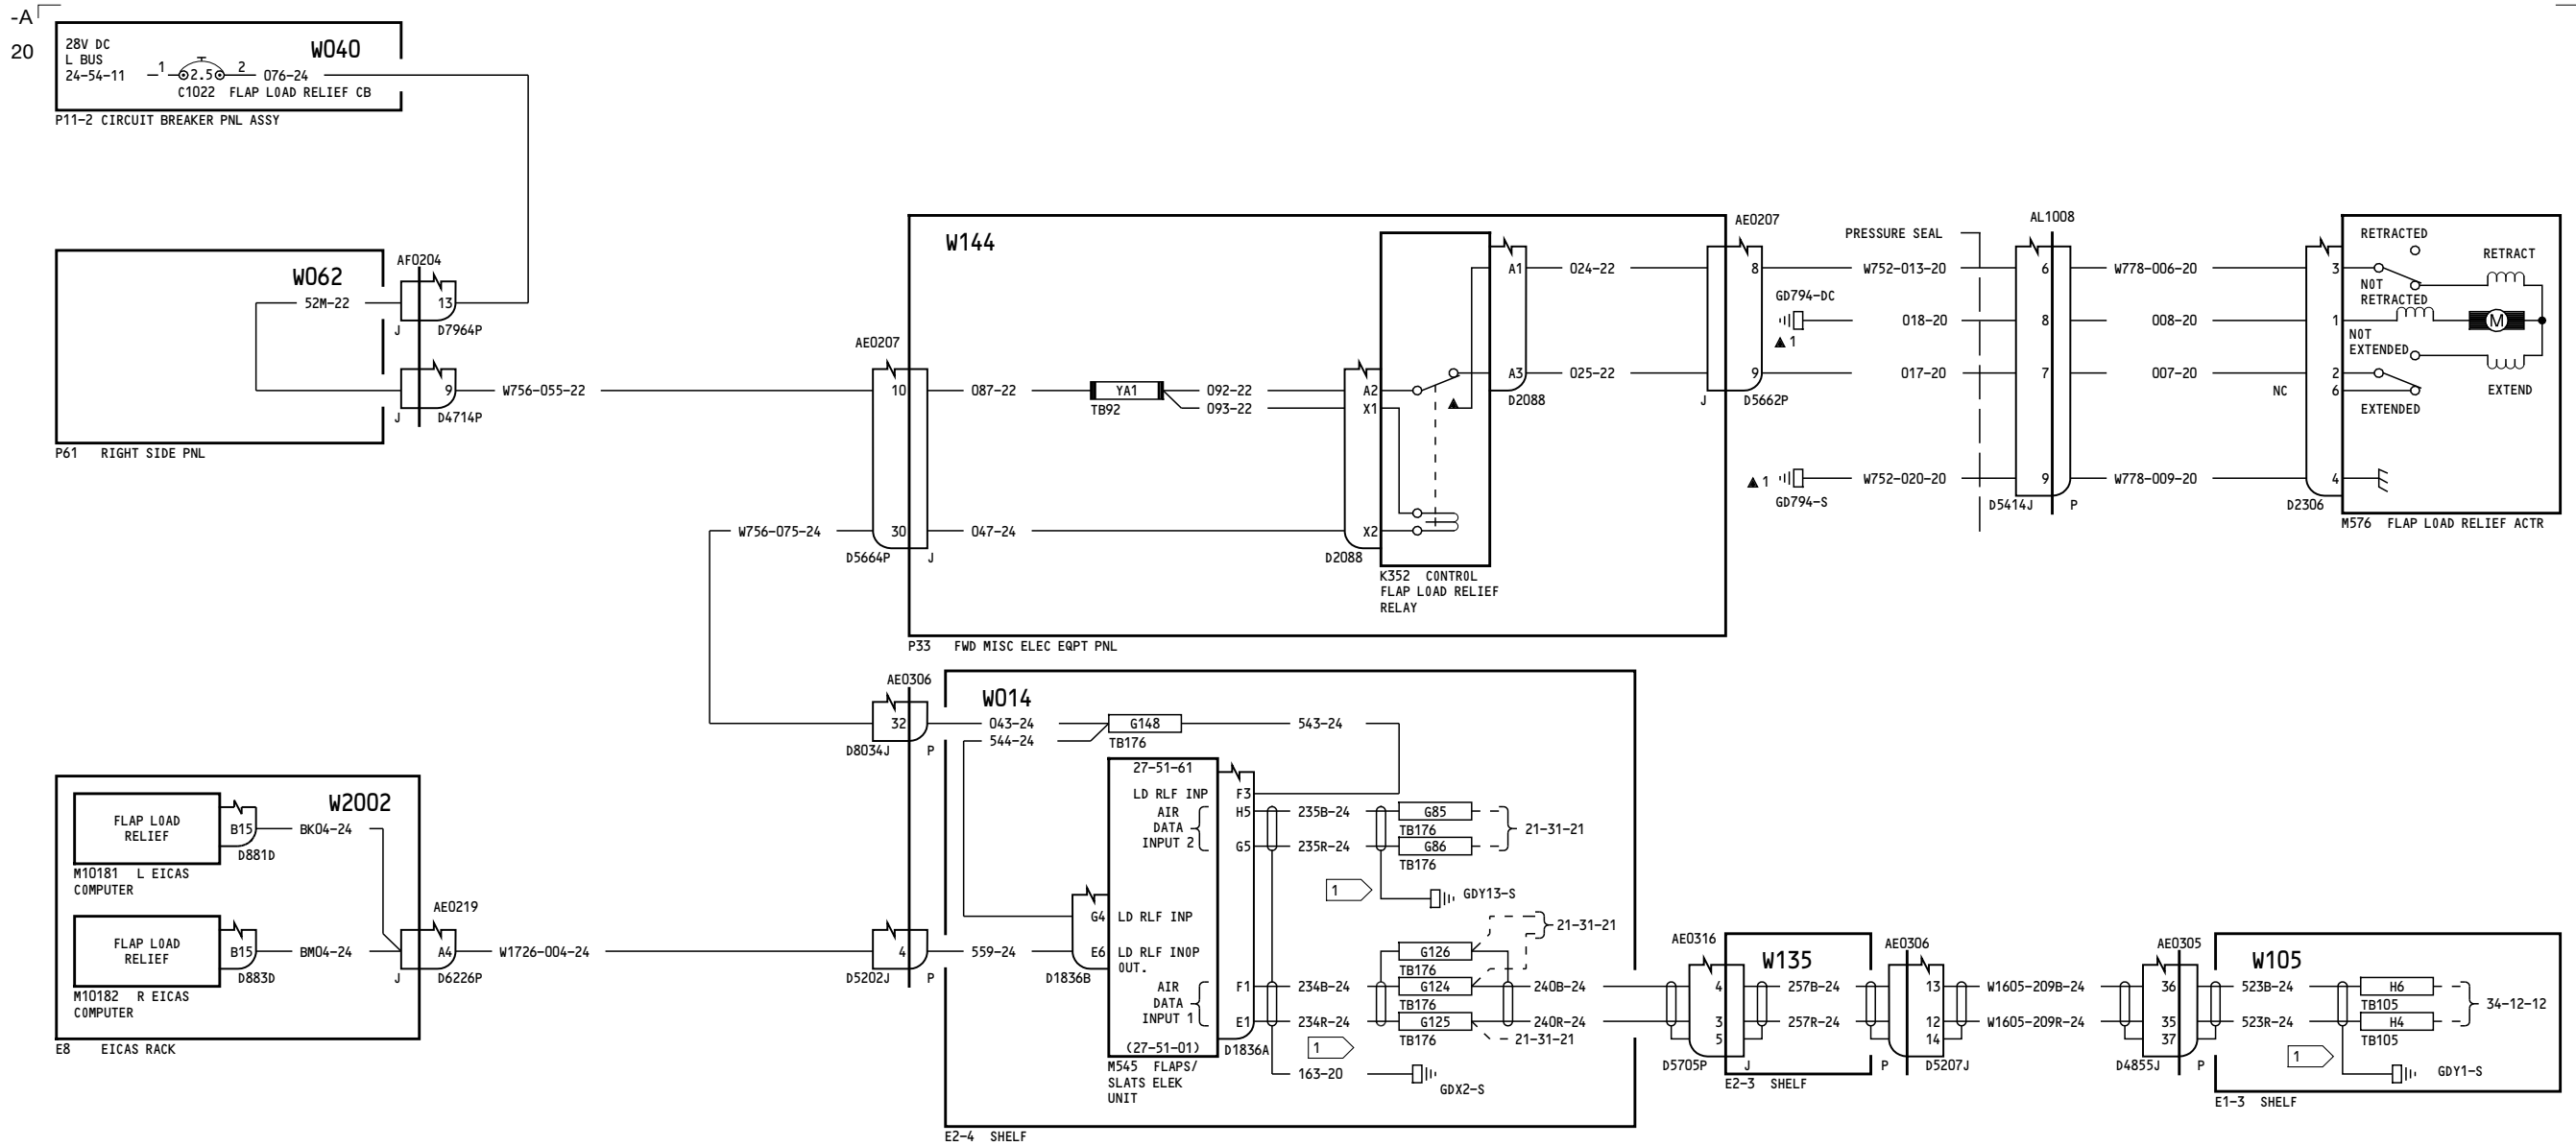 -A
20
28V DC
L BUS
24-54-11
1
2.5
2
076-24
W040
C1022 FLAP LOAD RELIEF CB
P11-2 CIRCUIT BREAKER PNL ASSY
W062
52M-22
AF0204
13
J
D7964P
9
J
D4714P
W756-055-22
P61 RIGHT SIDE PNL
W144
AE0207
10
087-22
YA1
TB92
092-22
093-22
A2
X1
W756-075-24
30
047-24
X2
D5664P
J
D2088
K352 CONTROL
FLAP LOAD RELIEF
RELAY
A1
024-22
A3
025-22
D2088
AE0207
8
9
J
D5662P
P33 FWD MISC ELEC EQPT PNL
PRESSURE SEAL
W752-013-20
GD794-DC
1
018-20
017-20
1
GD794-S
W752-020-20
AL1008
6
8
7
9
D5414J
P
W778-006-20
008-20
007-20
NC
W778-009-20
3
1
2
6
4
D2306
RETRACTED
RETRACT
NOT
RETRACTED
M
NOT
EXTENDED
EXTEND
EXTENDED
M576 FLAP LOAD RELIEF ACTR
AE0306
32
D8034J
P
W014
043-24
544-24
G148
TB176
543-24
27-51-61
LD RLF INP
F3
AIR
DATA
INPUT 2
H5
G5
235B-24
235R-24
G85
TB176
G86
TB176
21-31-21
1
GDY13-S
G4
LD RLF INP
E6
LD RLF INOP
OUT.
D1836B
AIR
DATA
INPUT 1
F1
E1
(27-51-01)
D1836A
M545 FLAPS/
SLATS ELEK
UNIT
234B-24
234R-24
1
163-20
GDX2-S
G126
TB176
G124
TB176
G125
TB176
21-31-21
21-31-21
240B-24
240R-24
E2-4 SHELF
W2002
FLAP LOAD
RELIEF
B15
D881D
BK04-24
M10181 L EICAS
COMPUTER
FLAP LOAD
RELIEF
B15
D883D
BM04-24
M10182 R EICAS
COMPUTER
E8 EICAS RACK
AE0219
A4
J
D6226P
W1726-004-24
4
D5202J
P
559-24
AE0316
4
3
5
D5705P
J
W135
257B-24
257R-24
E2-3 SHELF
AE0306
13
12
14
P
D5207J
W1605-209B-24
W1605-209R-24
AE0305
36
35
37
D4855J
P
W105
523B-24
523R-24
H6
TB105
H4
TB105
34-12-12
1
GDY1-S
E1-3 SHELF